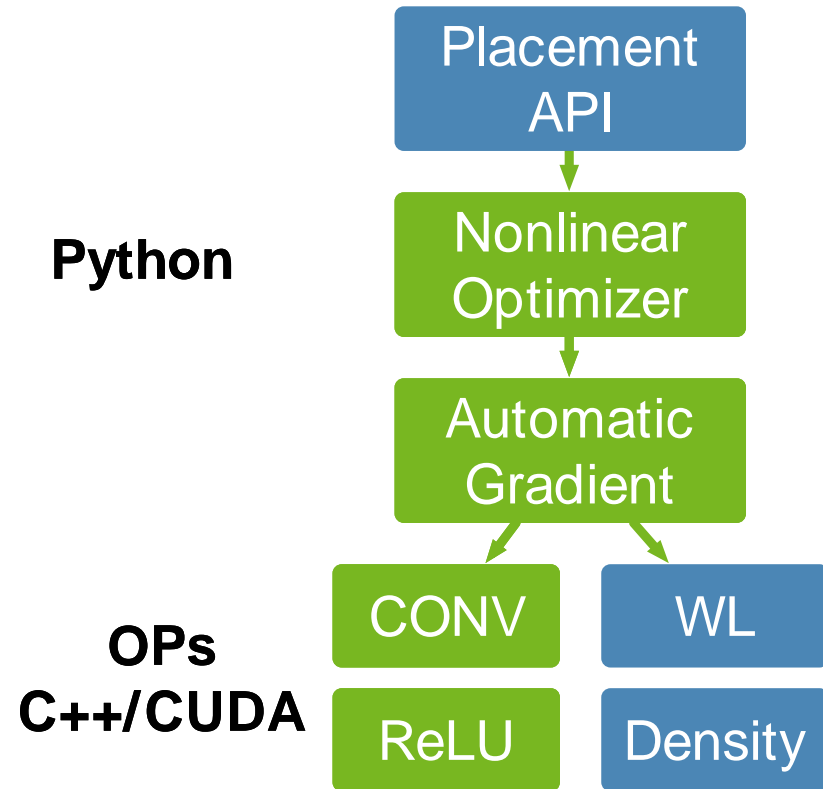 Placement
API
Python
Nonlinear
Optimizer
Automatic
Gradient
OPs
C++/CUDA
CONV
WL
ReLU
Density